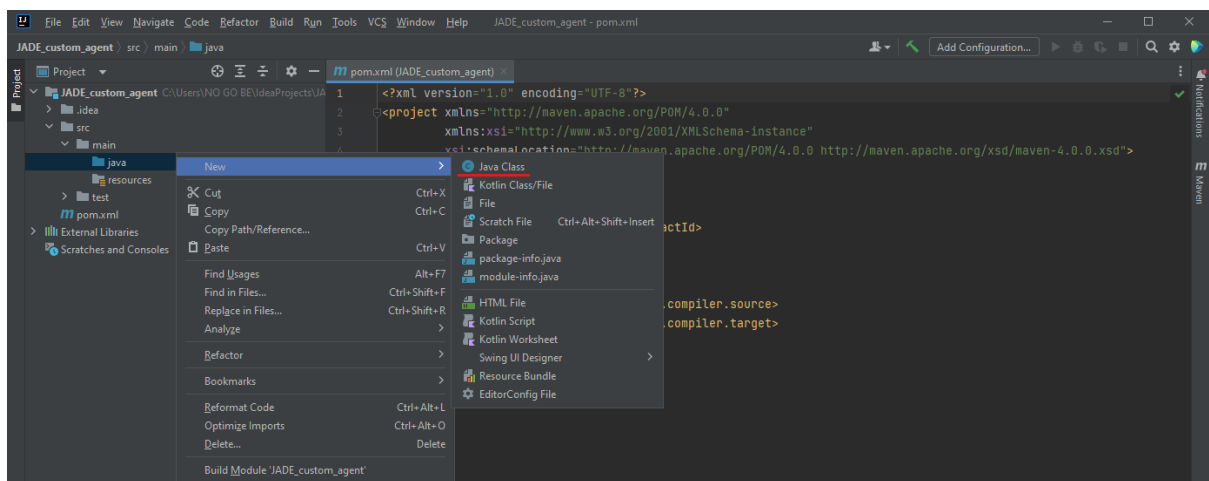 File Edit View Navigate Code Refactor Build Run Tools VCS Window Help JADE_custom_agent - pom.xml
JADE_custom_agent 〉 src 〉 main 〉 java Add Configuration...
Project pom.xml (JADE_custom_agent)
Project
JADE_custom_agent C:\Users\NO GO BE\IdeaProjects\JA
.idea
src
main
java
resources
test
pom.xml
External Libraries
Scratches and Consoles
1 <?xml version="1.0" encoding="UTF-8"?>
2 <project xmlns="http://maven.apache.org/POM/4.0.0"
3 xmlns:xsi="http://www.w3.org/2001/XMLSchema-instance"
4 xsi:schemaLocation="http://maven.apache.org/POM/4.0.0 http://maven.apache.org/xsd/maven-4.0.0.xsd">
actId>
.compiler.source>
.compiler.target>
New
Cut Ctrl+X
Copy Ctrl+C
Copy Path/Reference...
Paste Ctrl+V
Find Usages Alt+F7
Find in Files... Ctrl+Shift+F
Replace in Files... Ctrl+Shift+R
Analyze
Refactor
Bookmarks
Reformat Code Ctrl+Alt+L
Optimize Imports Ctrl+Alt+O
Delete... Delete
Build Module 'JADE_custom_agent'
Java Class
Kotlin Class/File
File
Scratch File Ctrl+Alt+Shift+Insert
Package
package-info.java
module-info.java
HTML File
Kotlin Script
Kotlin Worksheet
Swing UI Designer
Resource Bundle
EditorConfig File
Notifications
m Maven